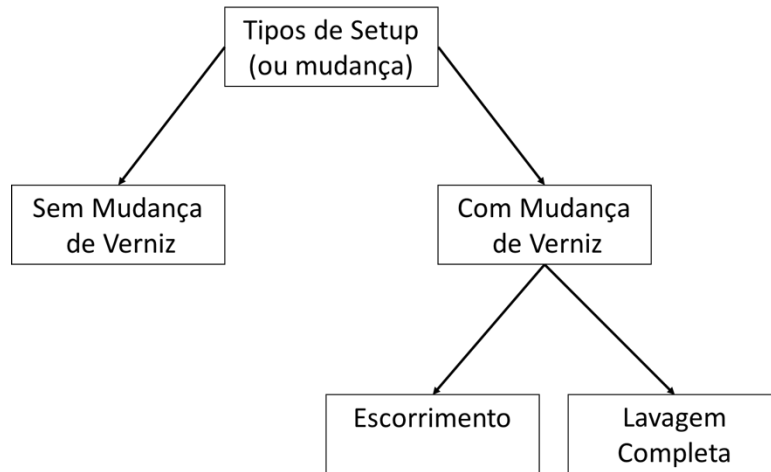 Tipos de Setup
(ou mudança)
Sem Mudança
de Verniz
Com Mudança
de Verniz
Escorrimento
Lavagem
Completa